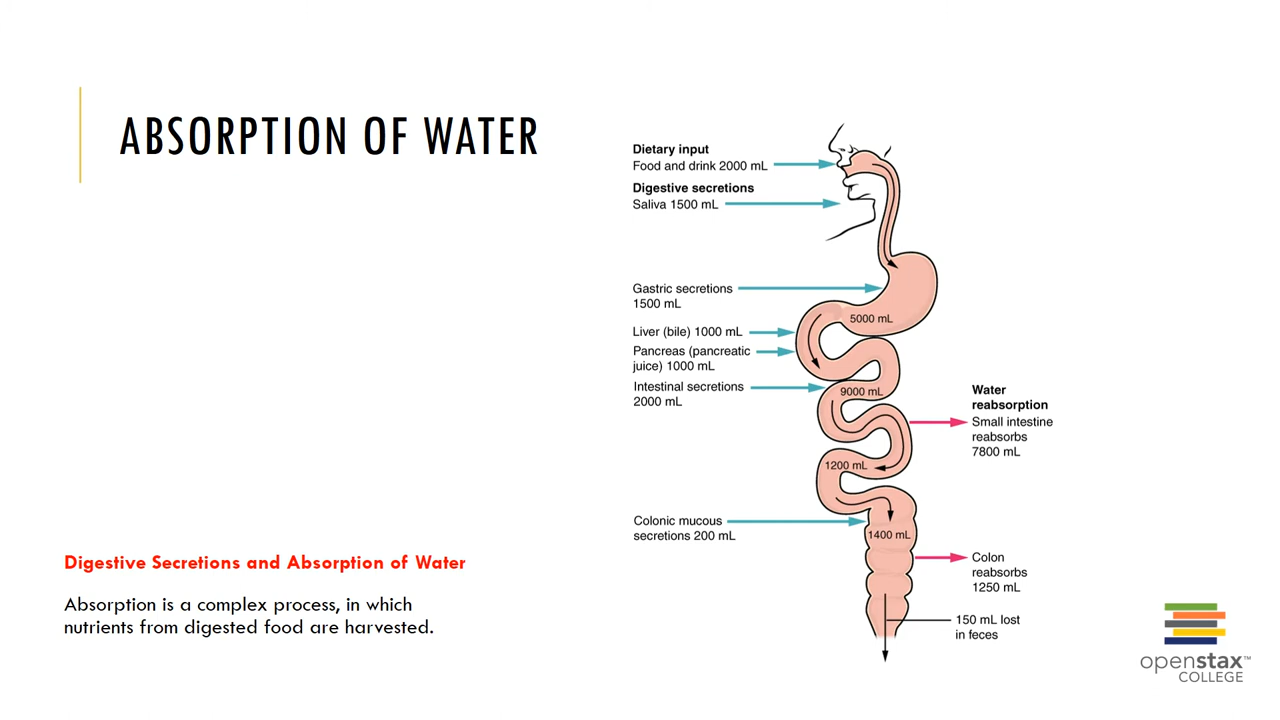 ABSORPTION OF WATER
Dietary input
Food and drink 2000 mL
Digestive secretions
Saliva 1500 mL
Gastric secretions
1500 mL
5000 mL
Liver (bile) 1000 mL
Pancreas (pancreatic
juice) 1000 mL
Intestinal secretions
2000 mL
9000 mL
Water
reabsorption
Small intestine
reabsorbs
7800 mL
1200 mL
Colonic mucous
secretions 200 mL
1400 mL
Colon
reabsorbs
1250 mL
150 mL lost
in feces
Digestive Secretions and Absorption of Water
Absorption is a complex process, in which
nutrients from digested food are harvested.
openstax™
COLLEGE